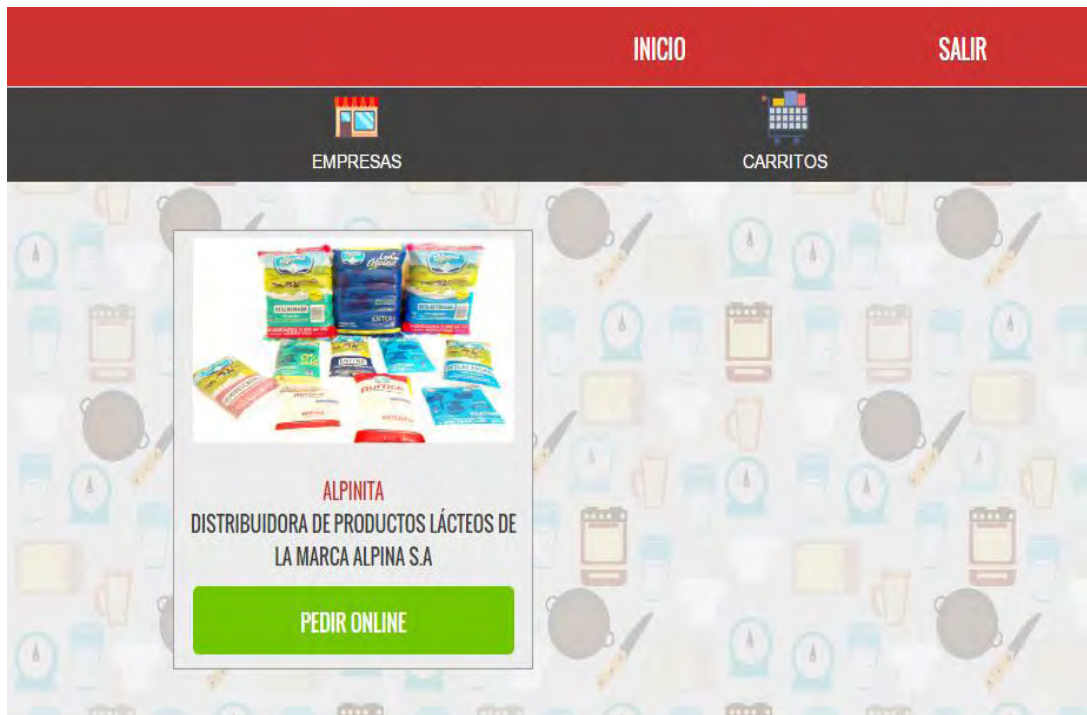 INICIO
SALIR
EMPRESAS
CARRITOS
ALPINITA
DISTRIBUIDORA DE PRODUCTOS LÁCTEOS DE
LA MARCA ALPINA S.A
PEDIR ONLINE